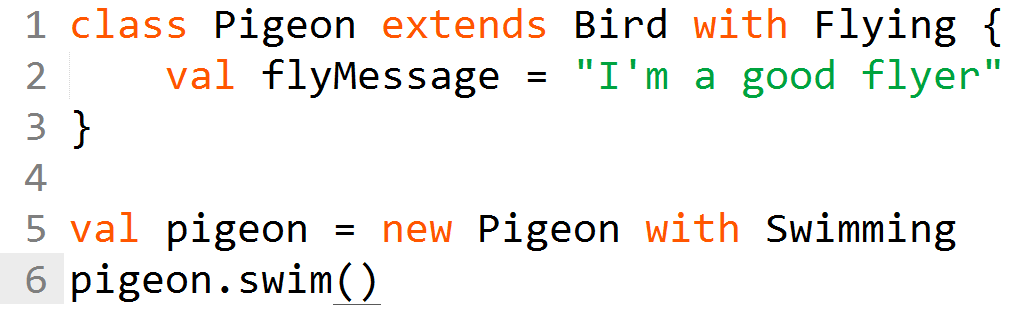 1 class Pigeon extends Bird with Flying {
2     val flyMessage = "I'm a good flyer"
3 }
4
5 val pigeon = new Pigeon with Swimming
6 pigeon.swim()